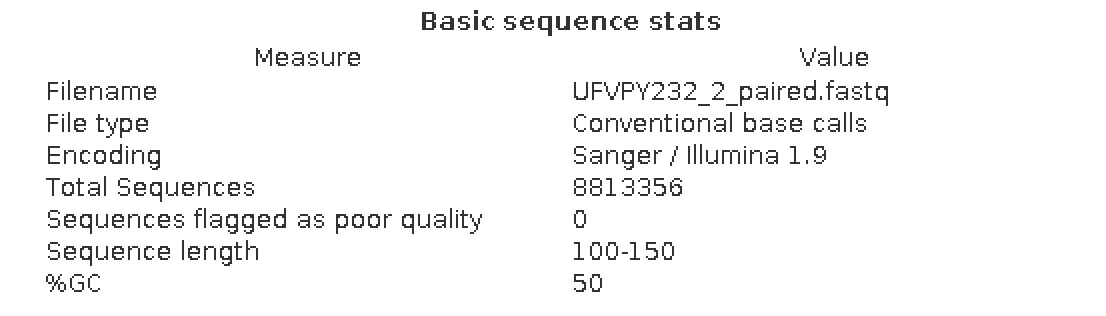 Basic sequence stats
Measure Value
Filename UFVPY232_2_paired.fastq
File type Conventional base calls
Encoding Sanger / Illumina 1.9
Total Sequences 8813356
Sequences flagged as poor quality 0
Sequence length 100-150
%GC 50